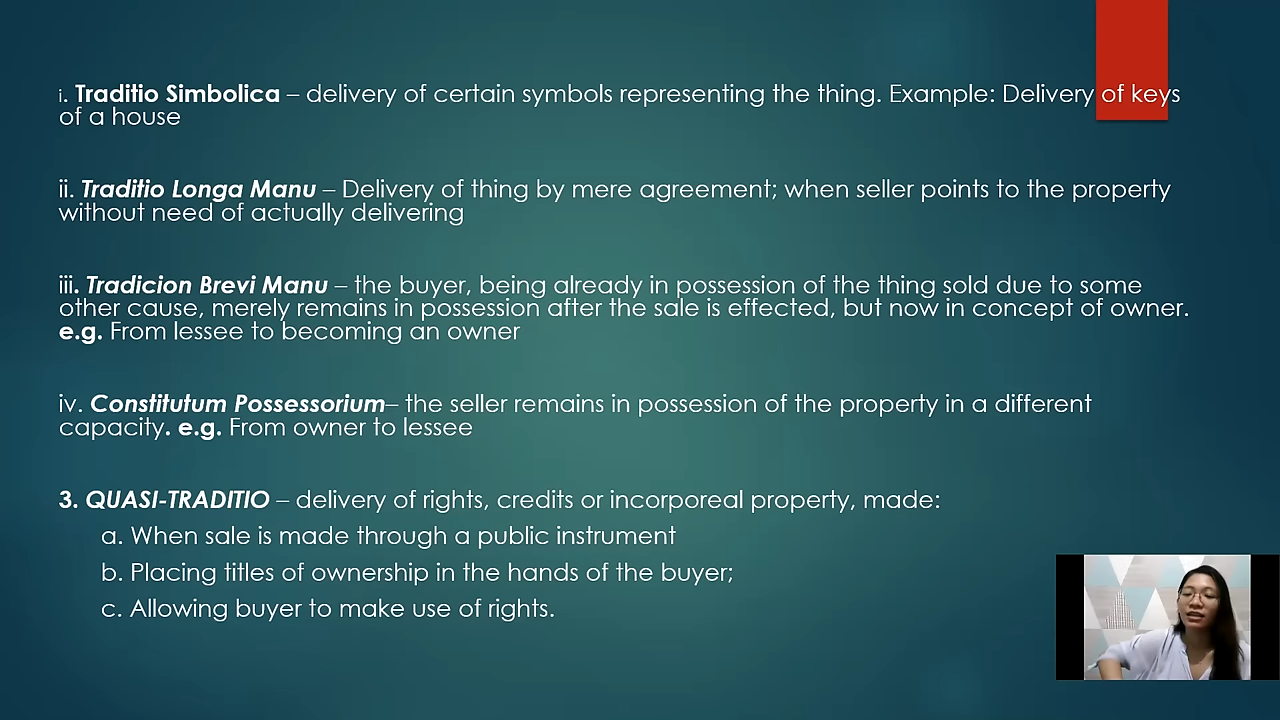 i. Traditio Simbolica – delivery of certain symbols representing the thing. Example: Delivery of keys
of a house
ii. Traditio Longa Manu – Delivery of thing by mere agreement; when seller points to the property
without need of actually delivering
iii. Tradicion Brevi Manu – the buyer, being already in possession of the thing sold due to some
other cause, merely remains in possession after the sale is effected, but now in concept of owner.
e.g. From lessee to becoming an owner
iv. Constitutum Possessorium– the seller remains in possession of the property in a different
capacity. e.g. From owner to lessee
3. QUASI-TRADITIO – delivery of rights, credits or incorporeal property, made:
a. When sale is made through a public instrument
b. Placing titles of ownership in the hands of the buyer;
c. Allowing buyer to make use of rights.